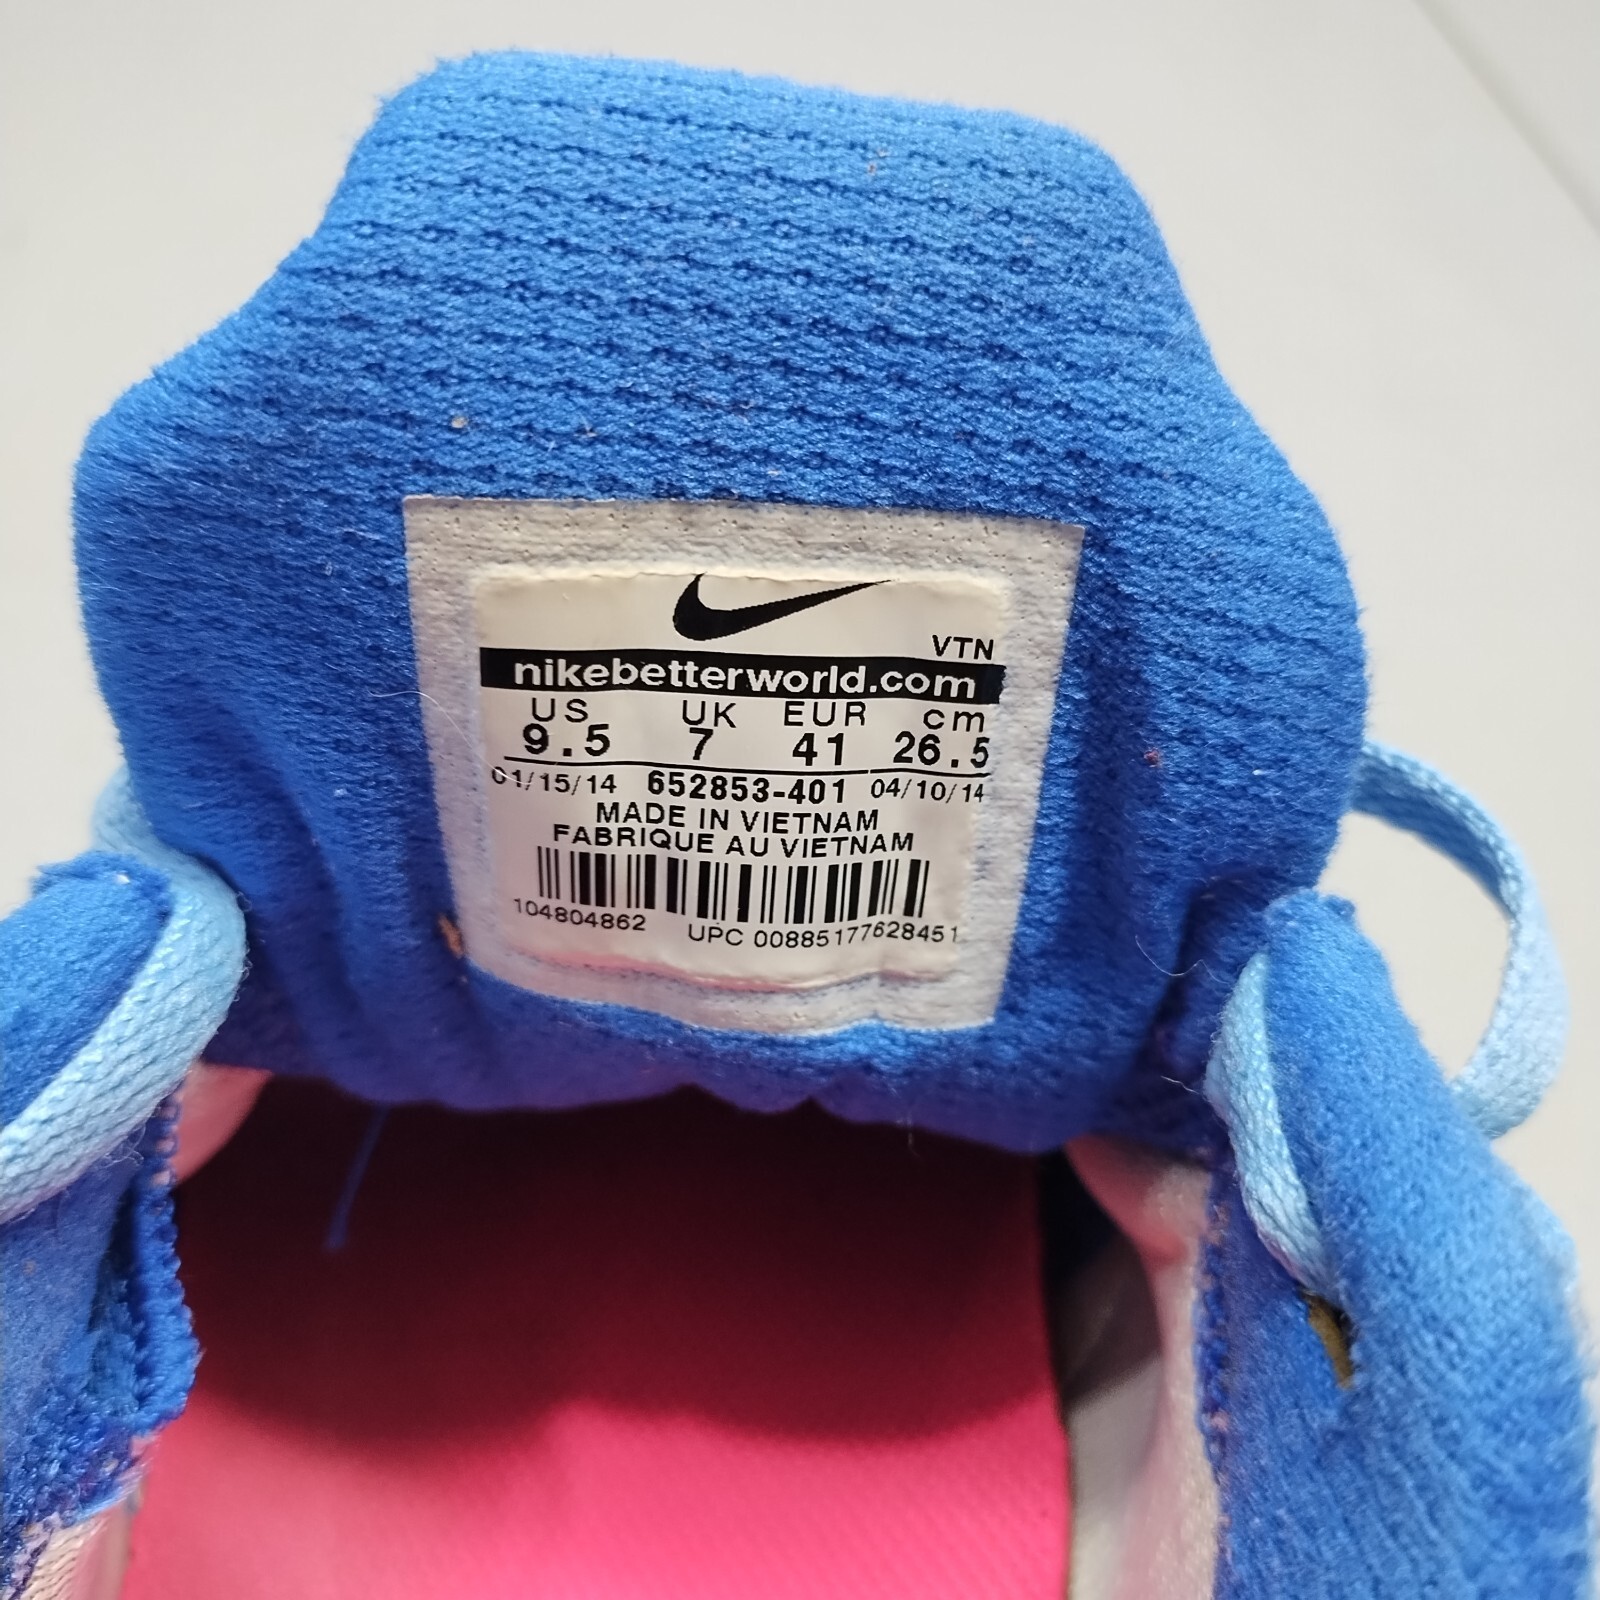 VTN
nikebetterworld.com
US UK EUR cm
9.5 7 41 26.5
01/15/14 652853-401 04/10/14
MADE IN VIETNAM
FABRIQUE AU VIETNAM
104804862 UPC 00885177628451